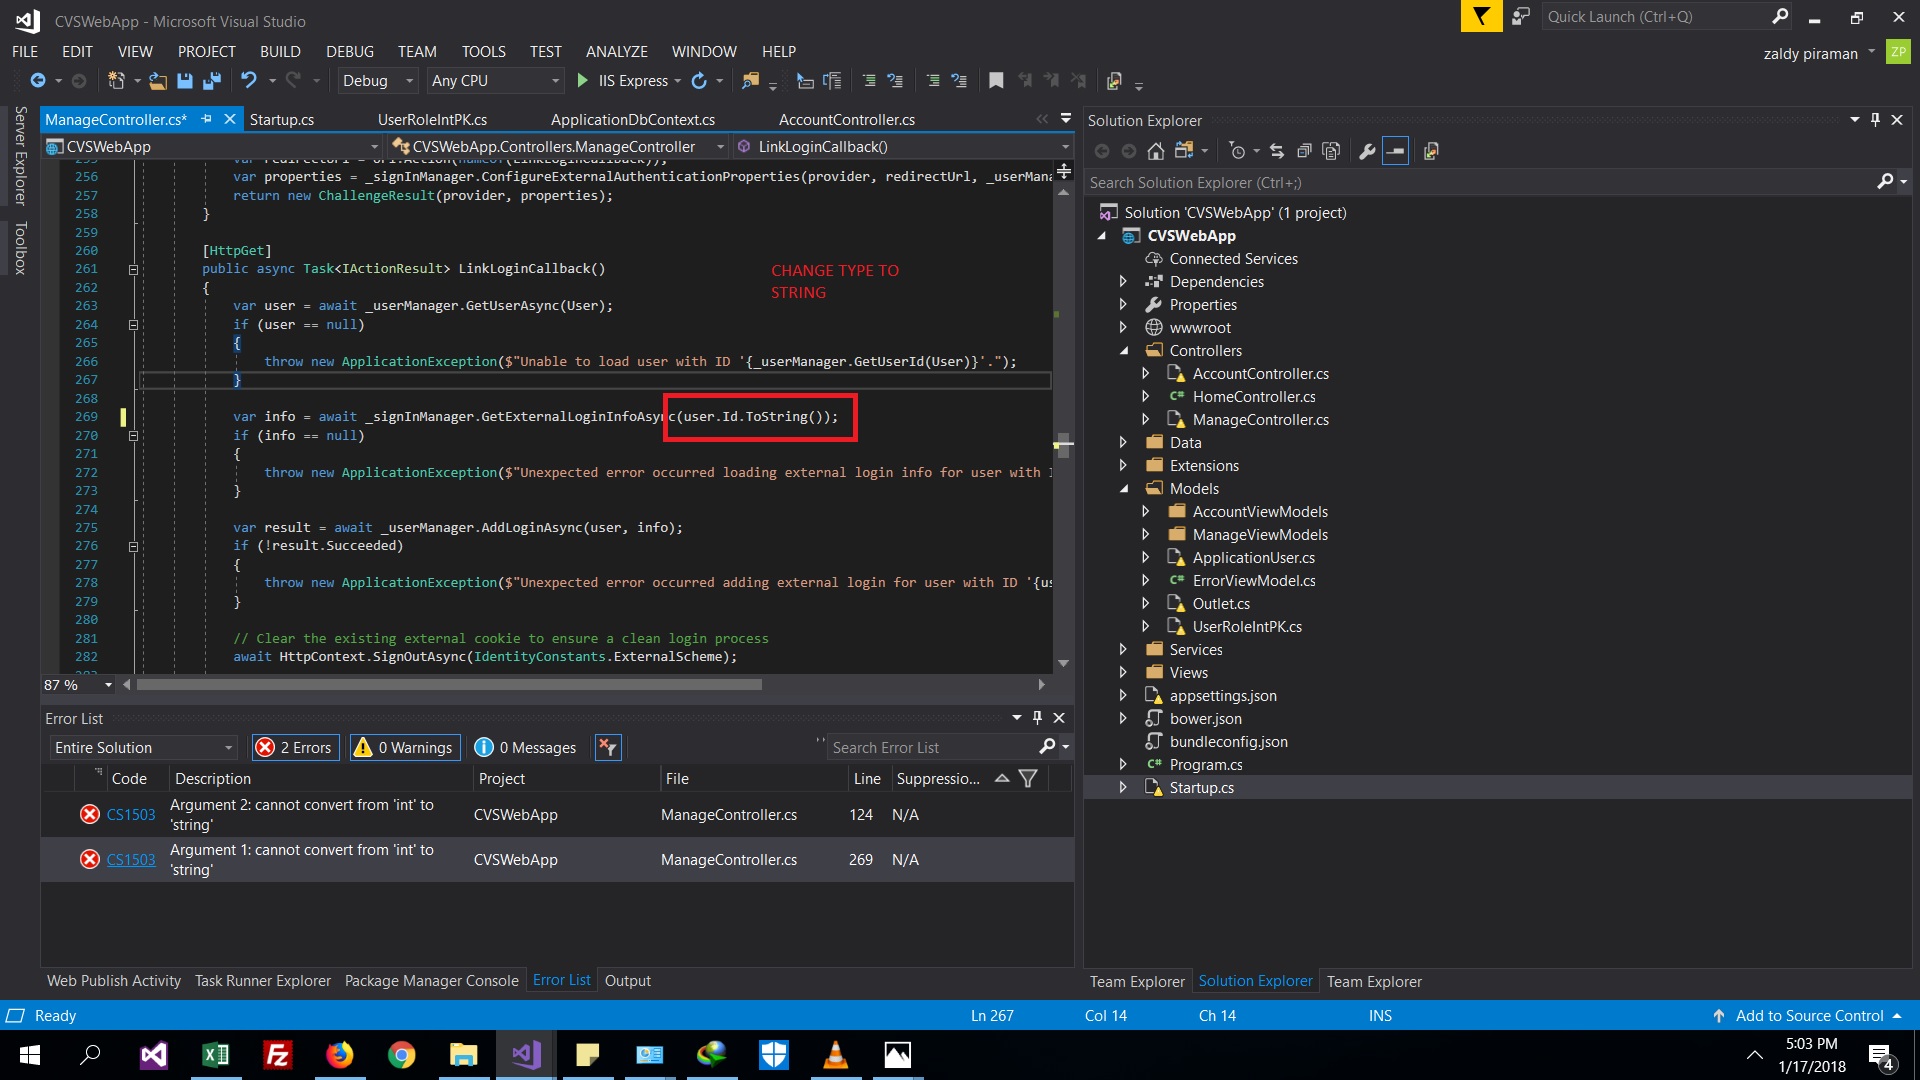 CVSWebApp - Microsoft Visual Studio
Quick Launch (Ctrl+Q)
FILE EDIT VIEW PROJECT BUILD DEBUG TEAM TOOLS TEST ANALYZE WINDOW HELP
zaldy piraman ZP
Debug Any CPU IIS Express
Server Explorer
Toolbox
ManageController.cs* Startup.cs UserRoleIntPK.cs ApplicationDbContext.cs AccountController.cs
CVSWebApp CVSWebApp.Controllers.ManageController LinkLoginCallback()
255 var redirectUrl = Url.Action(nameof(LinkLoginCallback));
256 var properties = _signInManager.ConfigureExternalAuthenticationProperties(provider, redirectUrl, _userMana
257 return new ChallengeResult(provider, properties);
258 }
259
260 [HttpGet]
261 public async Task<IActionResult> LinkLoginCallback()
CHANGE TYPE TO
STRING
262 {
263 var user = await _userManager.GetUserAsync(User);
264 if (user == null)
265 {
266 throw new ApplicationException($"Unable to load user with ID '{_userManager.GetUserId(User)}'.");
267 }
268
269 var info = await _signInManager.GetExternalLoginInfoAsync(user.Id.ToString());
270 if (info == null)
271 {
272 throw new ApplicationException($"Unexpected error occurred loading external login info for user with
273 }
274
275 var result = await _userManager.AddLoginAsync(user, info);
276 if (!result.Succeeded)
277 {
278 throw new ApplicationException($"Unexpected error occurred adding external login for user with ID '{us
279 }
280
281 // Clear the existing external cookie to ensure a clean login process
282 await HttpContext.SignOutAsync(IdentityConstants.ExternalScheme);
87 %
Error List
Entire Solution 2 Errors 0 Warnings 0 Messages Search Error List
Code Description Project File Line Suppressio...
CS1503 Argument 2: cannot convert from 'int' to 'string' CVSWebApp ManageController.cs 124 N/A
CS1503 Argument 1: cannot convert from 'int' to 'string' CVSWebApp ManageController.cs 269 N/A
Web Publish Activity Task Runner Explorer Package Manager Console Error List Output
Solution Explorer
Search Solution Explorer (Ctrl+;)
Solution 'CVSWebApp' (1 project)
CVSWebApp
Connected Services
Dependencies
Properties
wwwroot
Controllers
AccountController.cs
C# HomeController.cs
ManageController.cs
Data
Extensions
Models
AccountViewModels
ManageViewModels
ApplicationUser.cs
C# ErrorViewModel.cs
Outlet.cs
UserRoleIntPK.cs
Services
Views
appsettings.json
bower.json
bundleconfig.json
C# Program.cs
Startup.cs
Team Explorer Solution Explorer Team Explorer
Ready Ln 267 Col 14 Ch 14 INS Add to Source Control
5:03 PM
1/17/2018
4